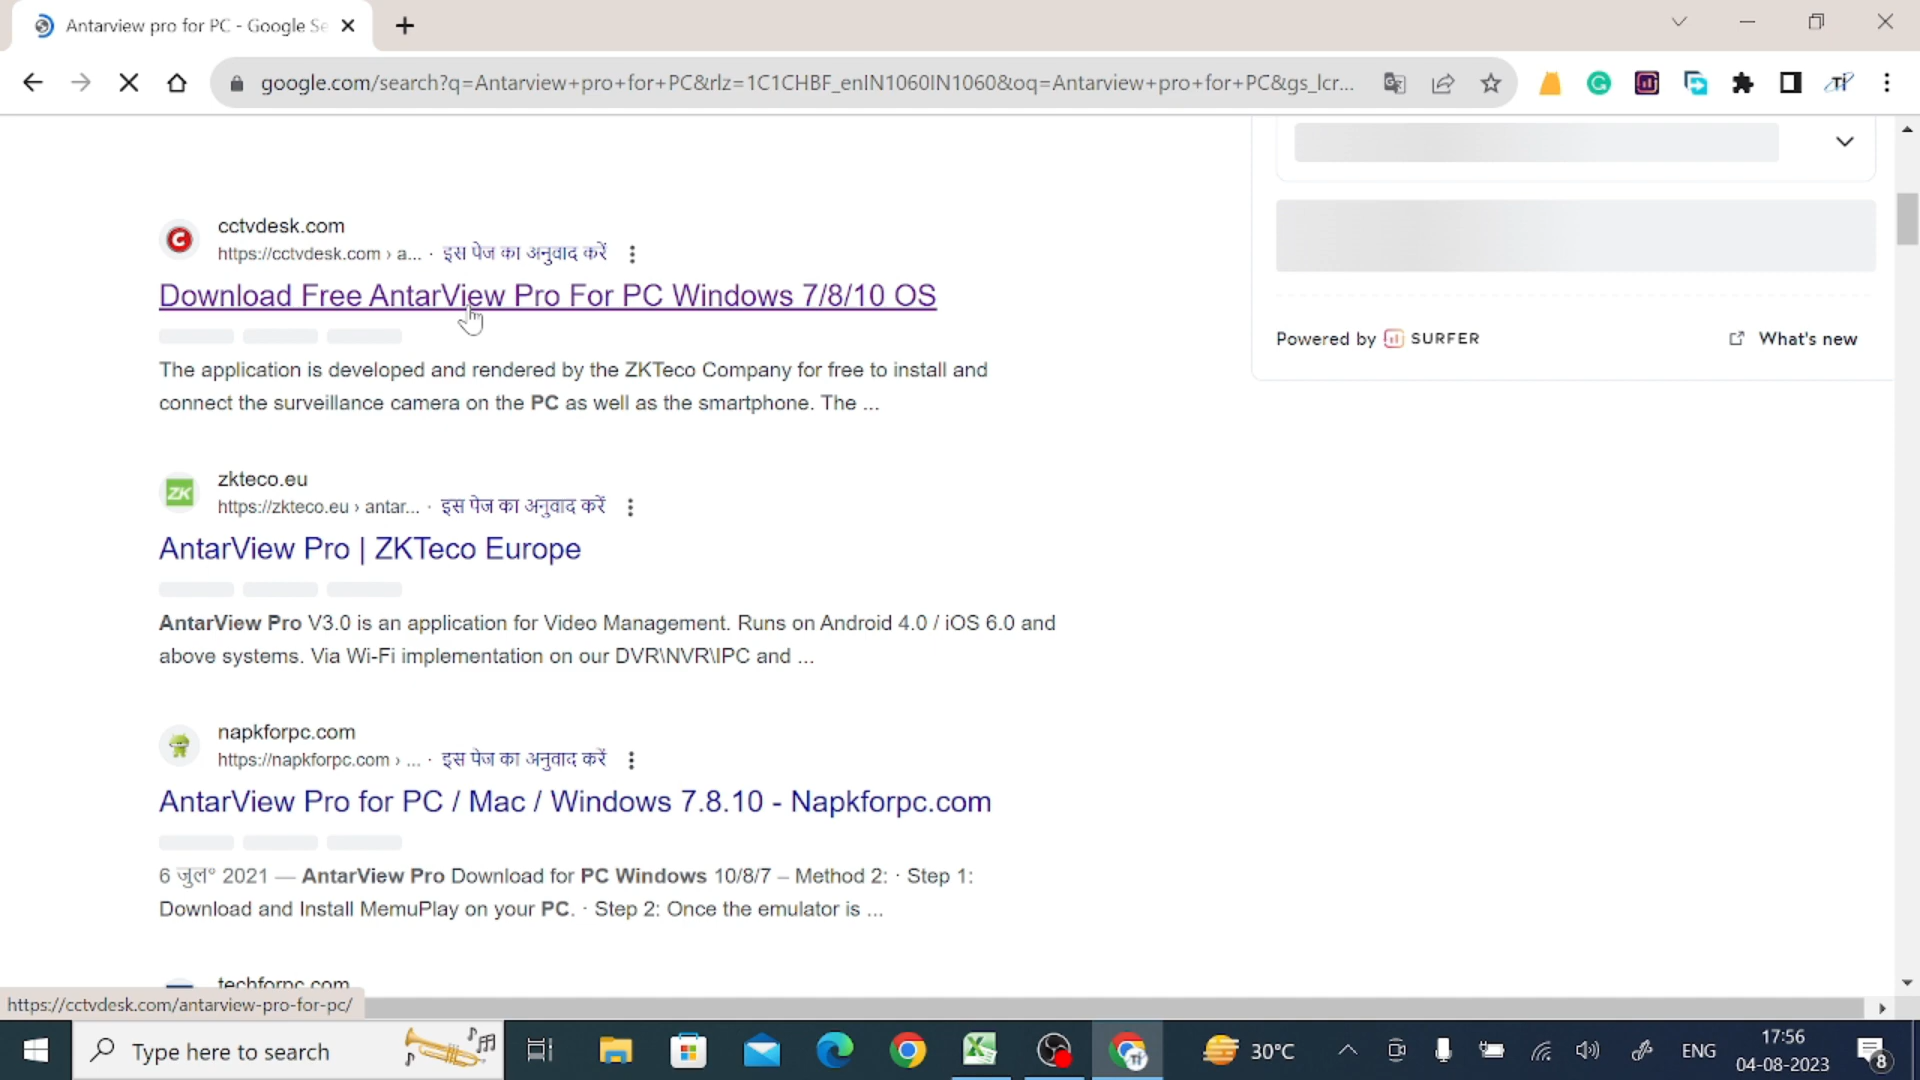 Antarview pro for PC - Google Se
google.com/search?q=Antarview+pro+for+PC&rlz=1C1CHBF_enIN1060IN1060&oq=Antarview+pro+for+PC&gs_lcr...
cctvdesk.com
https://cctvdesk.com › a... · इस पेज का अनुवाद करें
Download Free AntarView Pro For PC Windows 7/8/10 OS
The application is developed and rendered by the ZKTeco Company for free to install and
connect the surveillance camera on the PC as well as the smartphone. The ...
Powered by SURFER
What's new
ZK
zkteco.eu
https://zkteco.eu › antar... · इस पेज का अनुवाद करें
AntarView Pro | ZKTeco Europe
AntarView Pro V3.0 is an application for Video Management. Runs on Android 4.0 / iOS 6.0 and
above systems. Via Wi-Fi implementation on our DVR\NVR\IPC and ...
napkforpc.com
https://napkforpc.com › ... · इस पेज का अनुवाद करें
AntarView Pro for PC / Mac / Windows 7.8.10 - Napkforpc.com
6 जुल॰ 2021 — AntarView Pro Download for PC Windows 10/8/7 – Method 2: · Step 1:
Download and Install MemuPlay on your PC. · Step 2: Once the emulator is ...
techforpc.com
https://cctvdesk.com/antarview-pro-for-pc/
Type here to search
30°C
ENG
17:56
04-08-2023
8